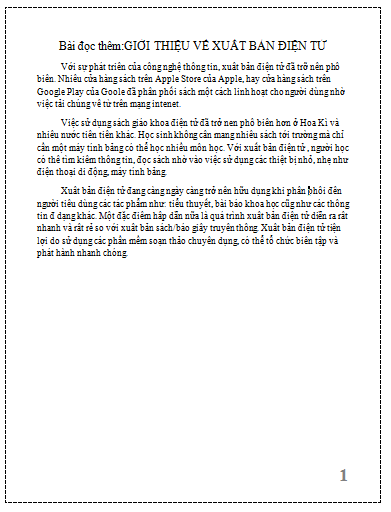 Bài đọc thêm:GIỚI THIỆU VỀ XUẤT BẢN ĐIỆN TỬ
Với sự phát triển của công nghệ thông tin, xuất bản điện tử đã trở nên phổ
biến. Nhiều cửa hàng sách trên Apple Store của Apple, hay cửa hàng sách trên
Google Play của Goole đã phân phối sách một cách linh hoạt cho người dùng nhờ
việc tải chúng về từ trên mạng intenet.
Việc sử dụng sách giáo khoa điện tử đã trở nen phổ biến hơn ở Hoa Kì và
nhiều nước tiên tiến khác. Học sinh không cần mang nhiều sách tới trường mà chỉ
cần một máy tính bảng có thể học nhiều môn học. Với xuất bản điện tử , người học
có thể tìm kiếm thông tin, đọc sách nhờ vào việc sử dụng các thiết bị nhỏ, nhẹ như
điện thoại di động, máy tính bảng.
Xuất bản điện tử đang càng ngày càng trở nên hữu dụng khi phân phối đến
người tiêu dùng các tác phẩm như: tiểu thuyết, bài báo khoa học cũg như các thông
tin đ dạng khác. Một đặc điểm hấp dẫn nữa là quá trình xuất bản điện tử diễn ra rất
nhanh và rất rẻ so với xuất bản sách/báo giấy truyền thống. Xuất bản điện tử tiện
lợi do sử dụng các phần mềm soạn thảo chuyên dụng, có thể tổ chức biên tập và
phát hành nhanh chóng.
1